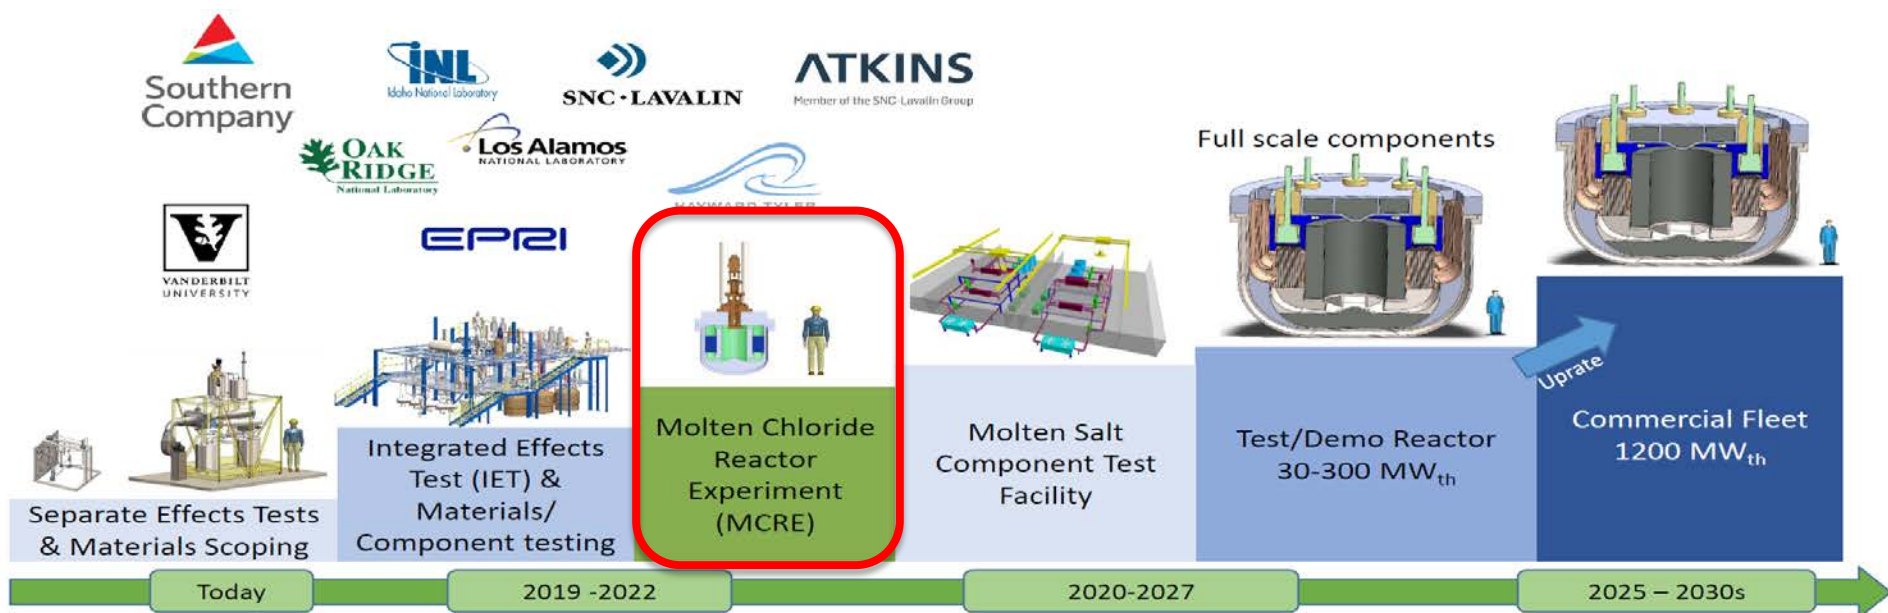 Southern
Company
INL
Idaho National Laboratory
SNC·LAVALIN
ATKINS
Member of the SNC-Lavalin Group
OAK
RIDGE
National Laboratory
Los Alamos
NATIONAL LABORATORY
HAYWARD TYLER
VANDERBILT
UNIVERSITY
EPRI
Full scale components
Separate Effects Tests
& Materials Scoping
Integrated Effects
Test (IET) &
Materials/
Component testing
Molten Chloride
Reactor
Experiment
(MCRE)
Molten Salt
Component Test
Facility
Test/Demo Reactor
30-300 MWth
Uprate
Commercial Fleet
1200 MWth
Today
2019 -2022
2020-2027
2025 – 2030s